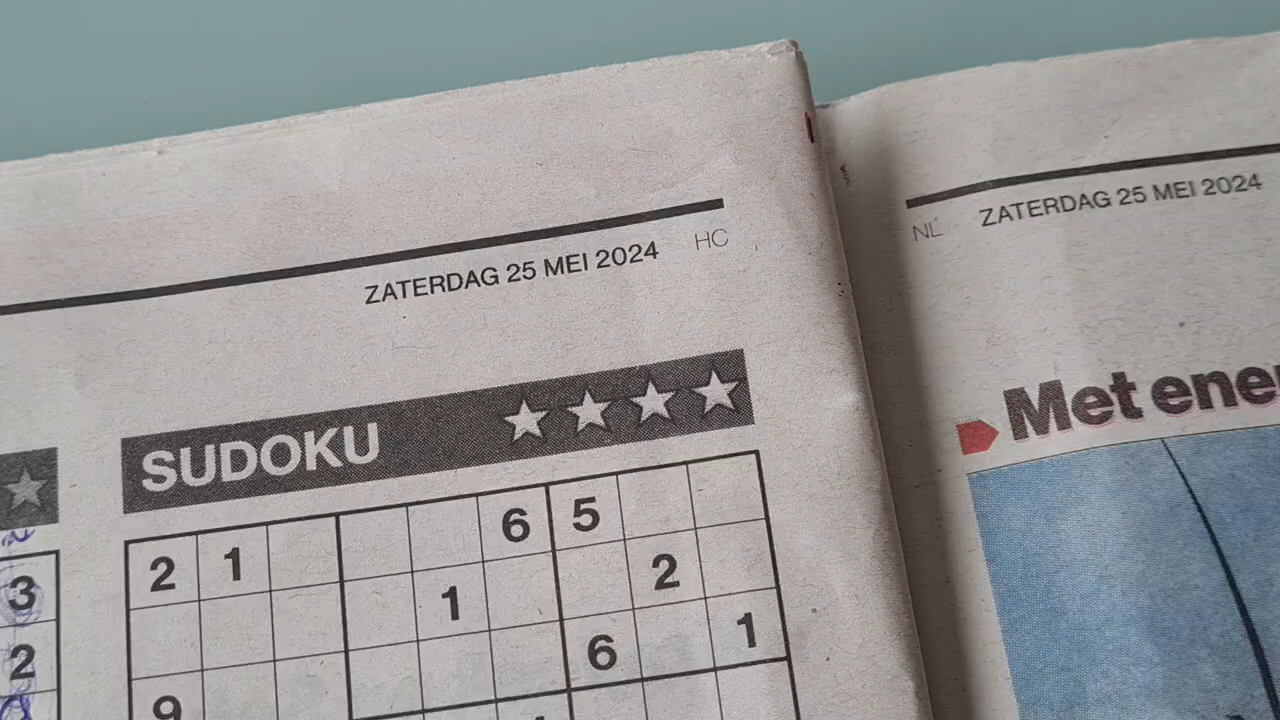 ZATERDAG 25 MEI 2024 HC
SUDOKU
2 1 6 5
1 2
9 6 1
3
2
NL ZATERDAG 25 MEI 2024
Met ene